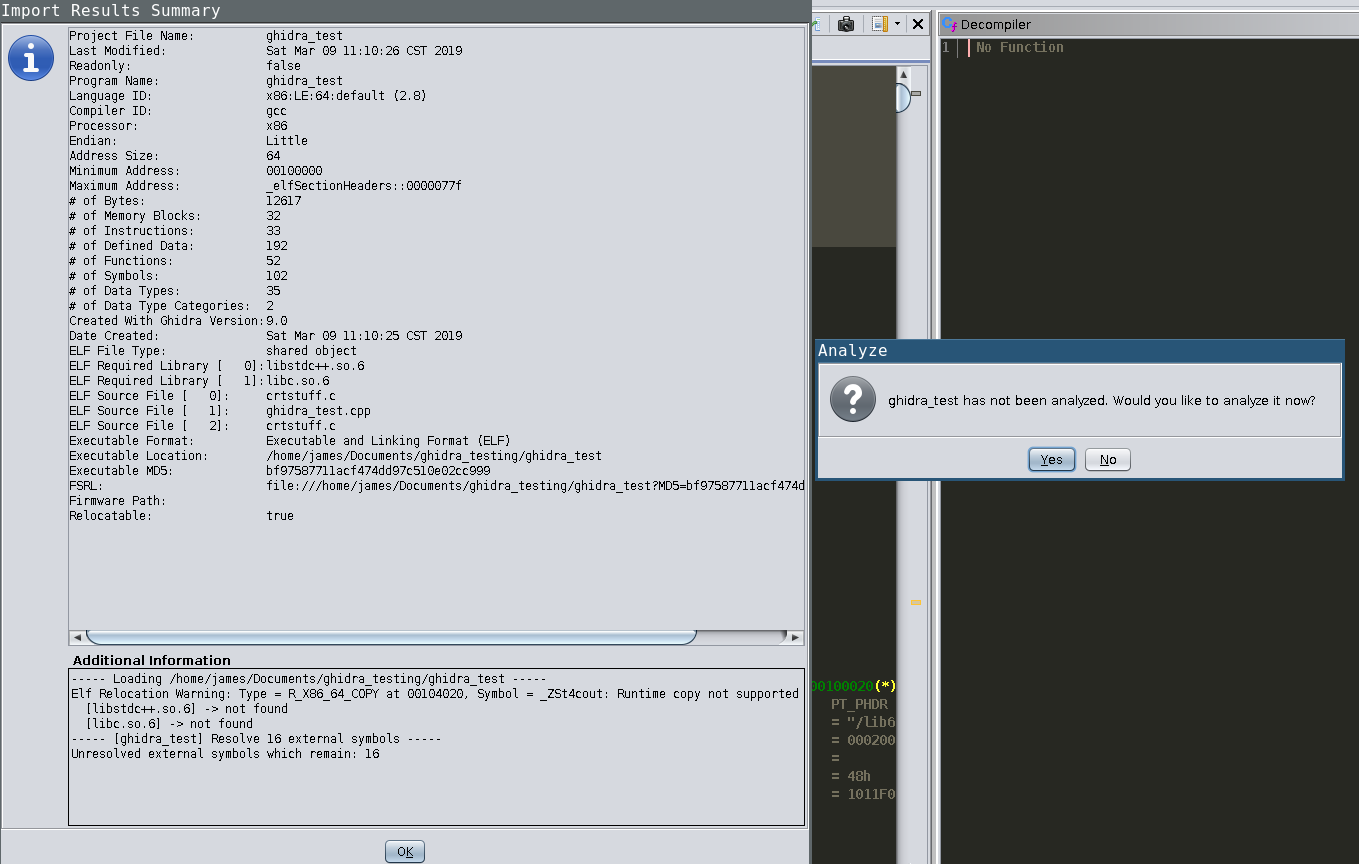 Import Results Summary
Project File Name: ghidra_test
Last Modified: Sat Mar 09 11:10:26 CST 2019
Readonly: false
Program Name: ghidra_test
Language ID: x86:LE:64:default (2.8)
Compiler ID: gcc
Processor: x86
Endian: Little
Address Size: 64
Minimum Address: 00100000
Maximum Address: _elfSectionHeaders::0000077f
# of Bytes: 12617
# of Memory Blocks: 32
# of Instructions: 33
# of Defined Data: 192
# of Functions: 52
# of Symbols: 102
# of Data Types: 35
# of Data Type Categories: 2
Created With Ghidra Version: 9.0
Date Created: Sat Mar 09 11:10:25 CST 2019
ELF File Type: shared object
ELF Required Library [ 0]: libstdc++.so.6
ELF Required Library [ 1]: libc.so.6
ELF Source File [ 0]: crtstuff.c
ELF Source File [ 1]: ghidra_test.cpp
ELF Source File [ 2]: crtstuff.c
Executable Format: Executable and Linking Format (ELF)
Executable Location: /home/james/Documents/ghidra_testing/ghidra_test
Executable MD5: bf97587711acf474dd97c510e02cc999
FSRL: file:///home/james/Documents/ghidra_testing/ghidra_test?MD5=bf97587711acf474d
Firmware Path:
Relocatable: true
Additional Information
----- Loading /home/james/Documents/ghidra_testing/ghidra_test -----
Elf Relocation Warning: Type = R_X86_64_COPY at 00104020, Symbol = _ZSt4cout: Runtime copy not supported
[libstdc++.so.6] -> not found
[libc.so.6] -> not found
----- [ghidra_test] Resolve 16 external symbols -----
Unresolved external symbols which remain: 16
OK
Decompiler
1 No Function
Analyze
ghidra_test has not been analyzed. Would you like to analyze it now?
Yes No
00100020(*)
PT_PHDR
= "/lib6
= 000200
=
= 48h
= 1011F0